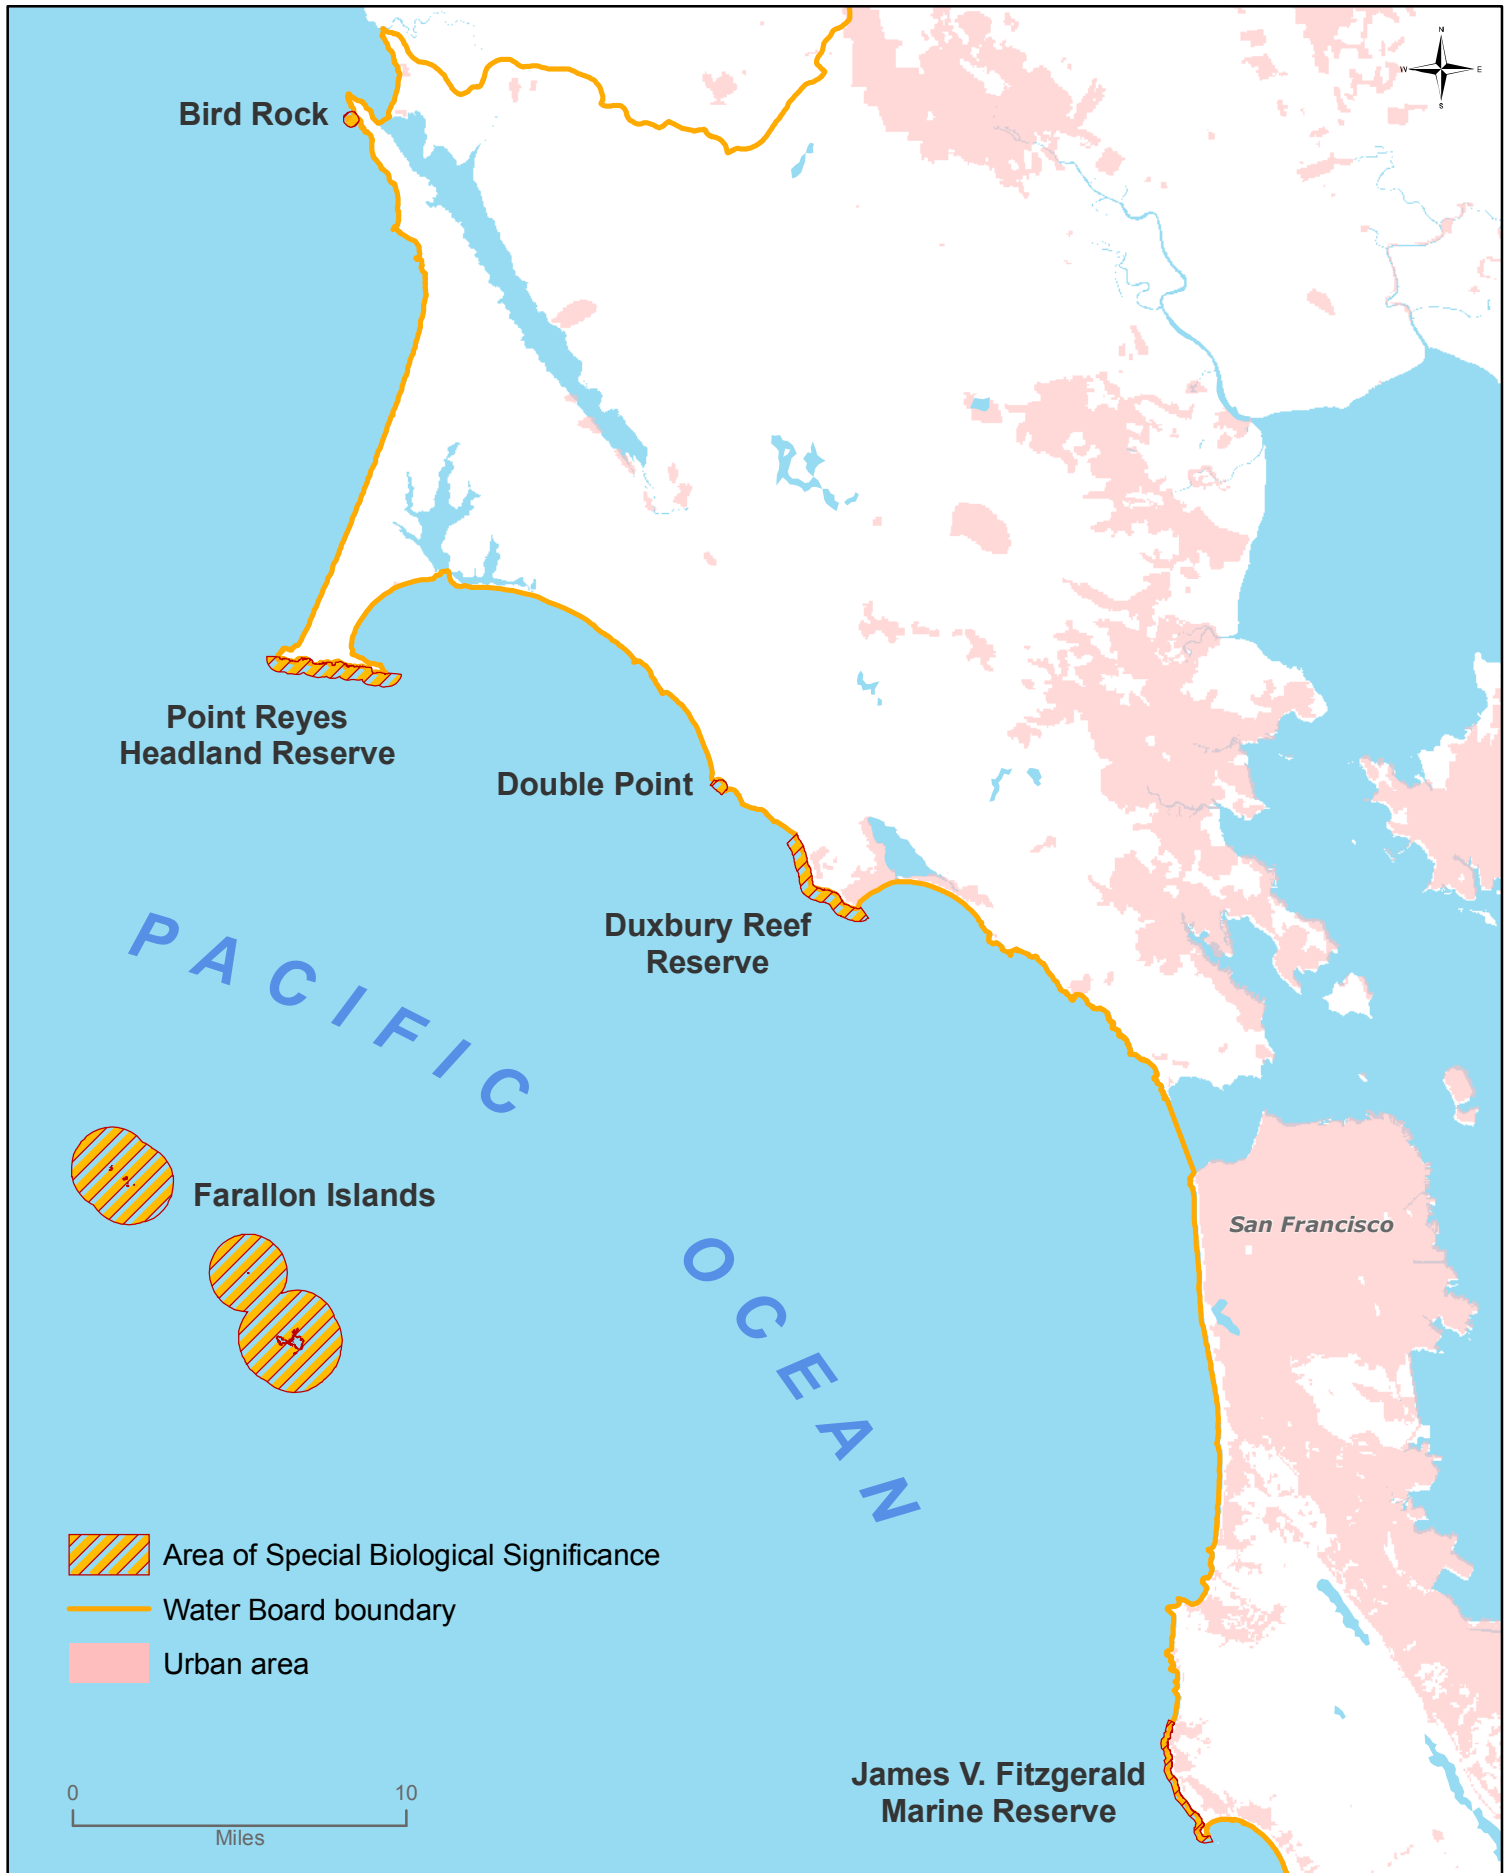 N
W
E
S
Bird Rock
Point Reyes
Headland Reserve
Double Point
Duxbury Reef
Reserve
PACIFIC
OCEAN
Farallon Islands
San Francisco
Area of Special Biological Significance
Water Board boundary
Urban area
0 10
Miles
James V. Fitzgerald
Marine Reserve